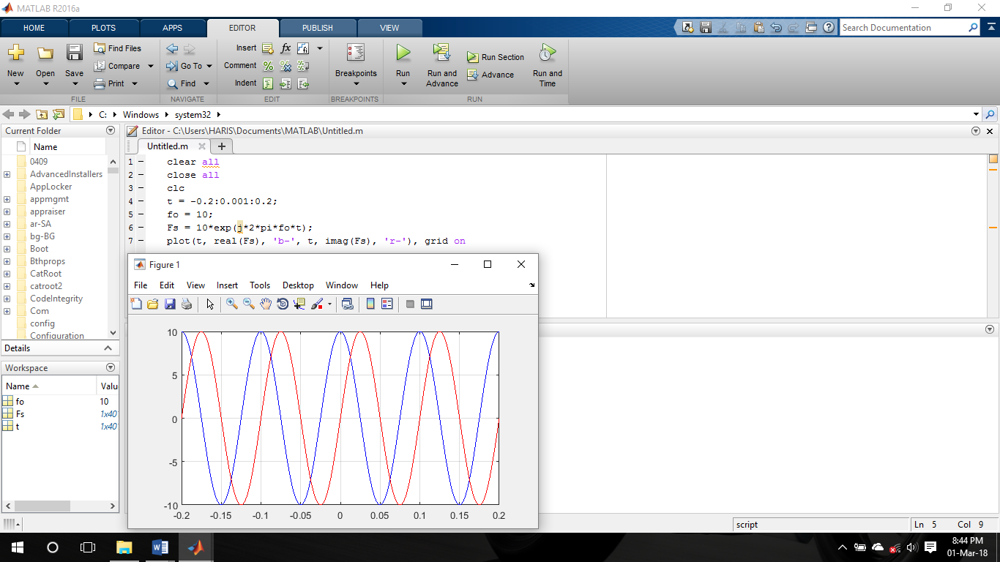 MATLAB R2016a
HOME PLOTS APPS EDITOR PUBLISH VIEW
Search Documentation
New Open Save Find Files Compare Print
Go To Find
Insert fx
Comment
Indent
Breakpoints
Run Run and Advance Run Section Advance Run and Time
FILE NAVIGATE EDIT BREAKPOINTS RUN
C: Windows system32
Current Folder
Name
0409
AdvancedInstallers
AppLocker
appmgmt
appraiser
ar-SA
bg-BG
Boot
Bthprops
CatRoot
catroot2
CodeIntegrity
Com
config
Configuration
Details
Workspace
Name Valu
fo 10
Fs 1x40
t 1x40
Editor - C:\Users\HARIS\Documents\MATLAB\Untitled.m
Untitled.m
1 clear all
2 close all
3 clc
4 t = -0.2:0.001:0.2;
5 fo = 10;
6 Fs = 10*exp(j*2*pi*fo*t);
7 plot(t, real(Fs), 'b-', t, imag(Fs), 'r-'), grid on
Figure 1
File Edit View Insert Tools Desktop Window Help
10
5
0
-5
-10
-0.2 -0.15 -0.1 -0.05 0 0.05 0.1 0.15 0.2
script Ln 5 Col 9
8:44 PM
01-Mar-18